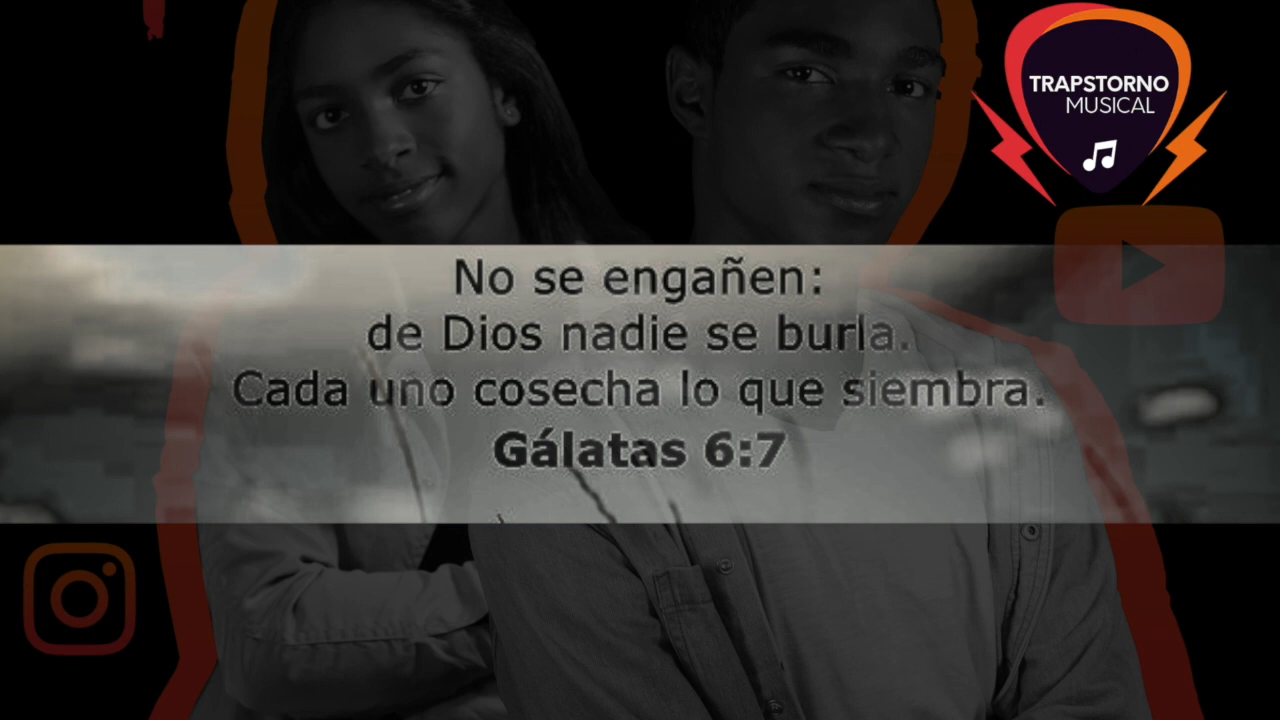 TRAPSTORNO
MUSICAL
No se engañen:
de Dios nadie se burla.
Cada uno cosecha lo que siembra.
Gálatas 6:7